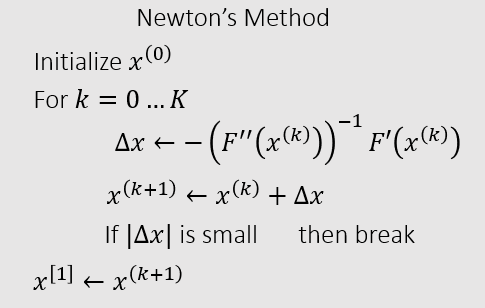 Newton’s Method
Initialize x⁽⁰⁾
For k = 0 … K
Δx ← −(F″(x⁽ᵏ⁾))⁻¹ F′(x⁽ᵏ⁾)
x⁽ᵏ⁺¹⁾ ← x⁽ᵏ⁾ + Δx
If |Δx| is small then break
x^[1] ← x⁽ᵏ⁺¹⁾